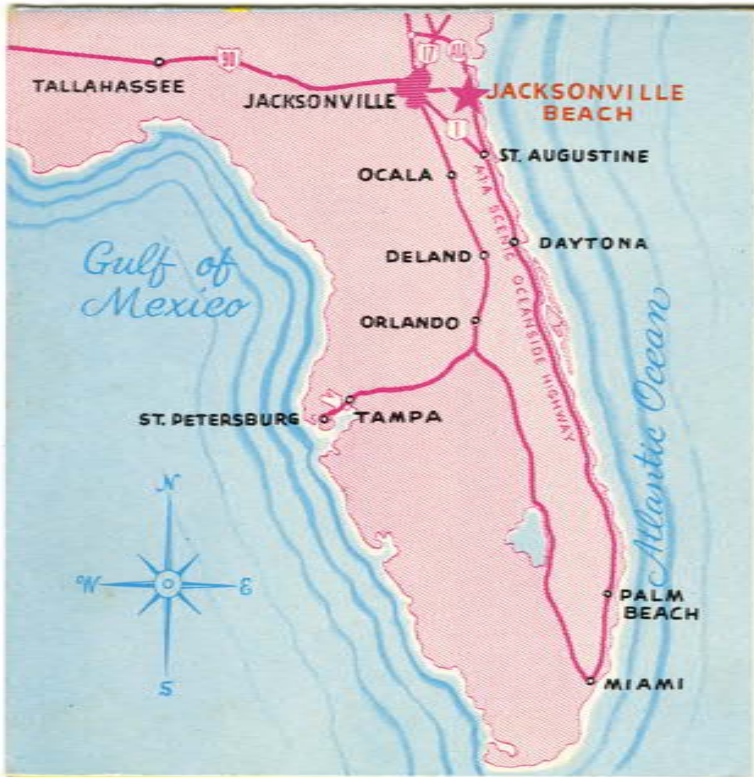 17
A1A
90
TALLAHASSEE
JACKSONVILLE
JACKSONVILLE
BEACH
1
ST. AUGUSTINE
OCALA
A1A SCENIC OCEANSIDE HIGHWAY
DAYTONA
Gulf of
Mexico
DELAND
ORLANDO
Atlantic Ocean
ST. PETERSBURG
TAMPA
N
W
E
S
PALM
BEACH
MIAMI